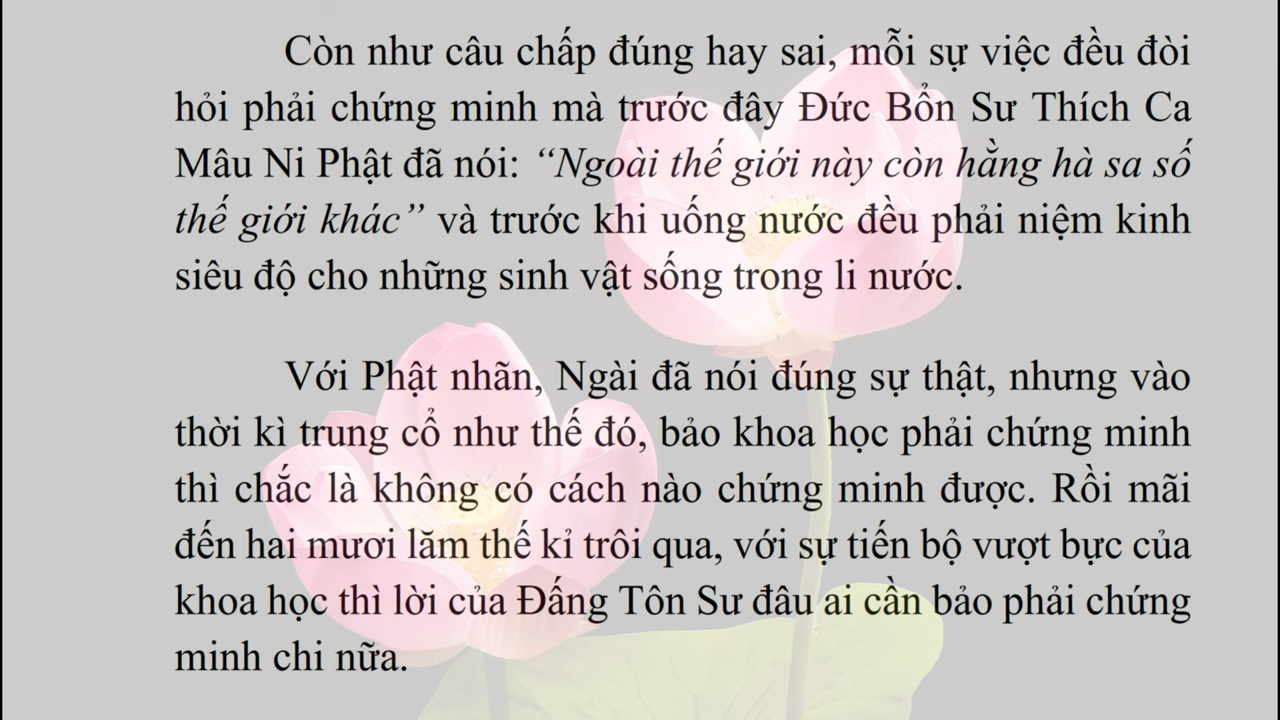 Còn như câu chấp đúng hay sai, mỗi sự việc đều đòi
hỏi phải chứng minh mà trước đây Đức Bổn Sư Thích Ca
Mâu Ni Phật đã nói: “Ngoài thế giới này còn hằng hà sa số
thế giới khác” và trước khi uống nước đều phải niệm kinh
siêu độ cho những sinh vật sống trong li nước.
Với Phật nhãn, Ngài đã nói đúng sự thật, nhưng vào
thời kì trung cổ như thế đó, bảo khoa học phải chứng minh
thì chắc là không có cách nào chứng minh được. Rồi mãi
đến hai mươi lăm thế kỉ trôi qua, với sự tiến bộ vượt bực của
khoa học thì lời của Đấng Tôn Sư đâu ai cần bảo phải chứng
minh chi nữa.